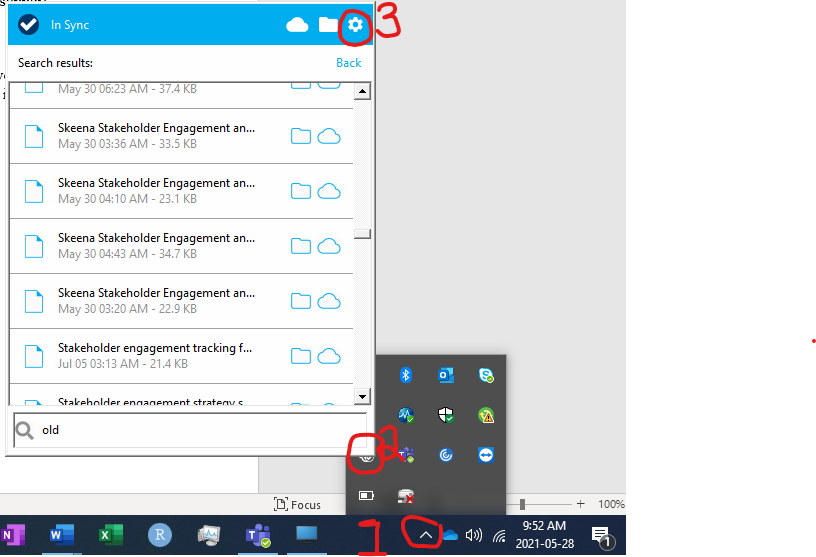 In Sync
3
Search results:
Back
May 30 06:23 AM - 37.4 KB
Skeena Stakeholder Engagement an...
May 30 03:36 AM - 33.5 KB
Skeena Stakeholder Engagement an...
May 30 04:10 AM - 23.1 KB
Skeena Stakeholder Engagement an...
May 30 04:43 AM - 34.7 KB
Skeena Stakeholder Engagement an...
May 30 03:20 AM - 22.9 KB
Stakeholder engagement tracking f...
Jul 05 03:13 AM - 21.4 KB
Stakeholder engagement strategy s...
old
2
Focus
100%
N
W
X
R
T
1
9:52 AM
2021-05-28
1